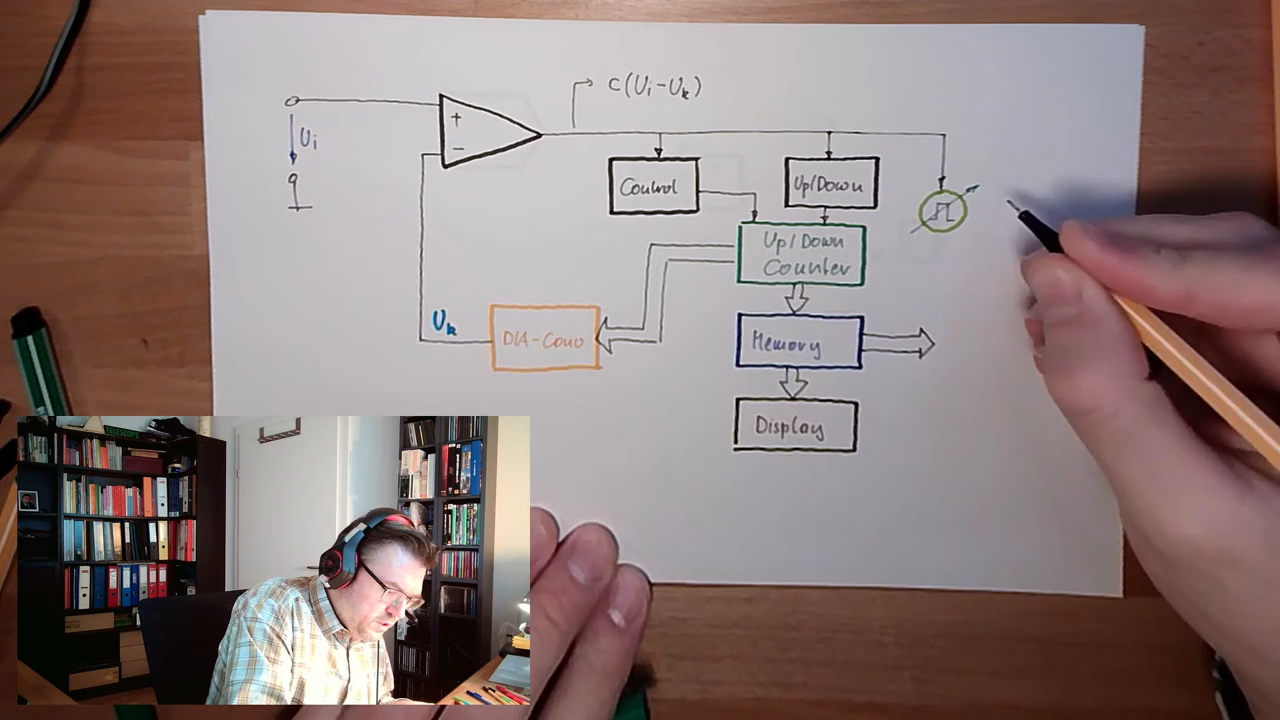 C(Ui-Uk)
Ui
+
-
Control
Up/Down
Up/Down
Counter
Uk
D/A-Conv
Memory
Display